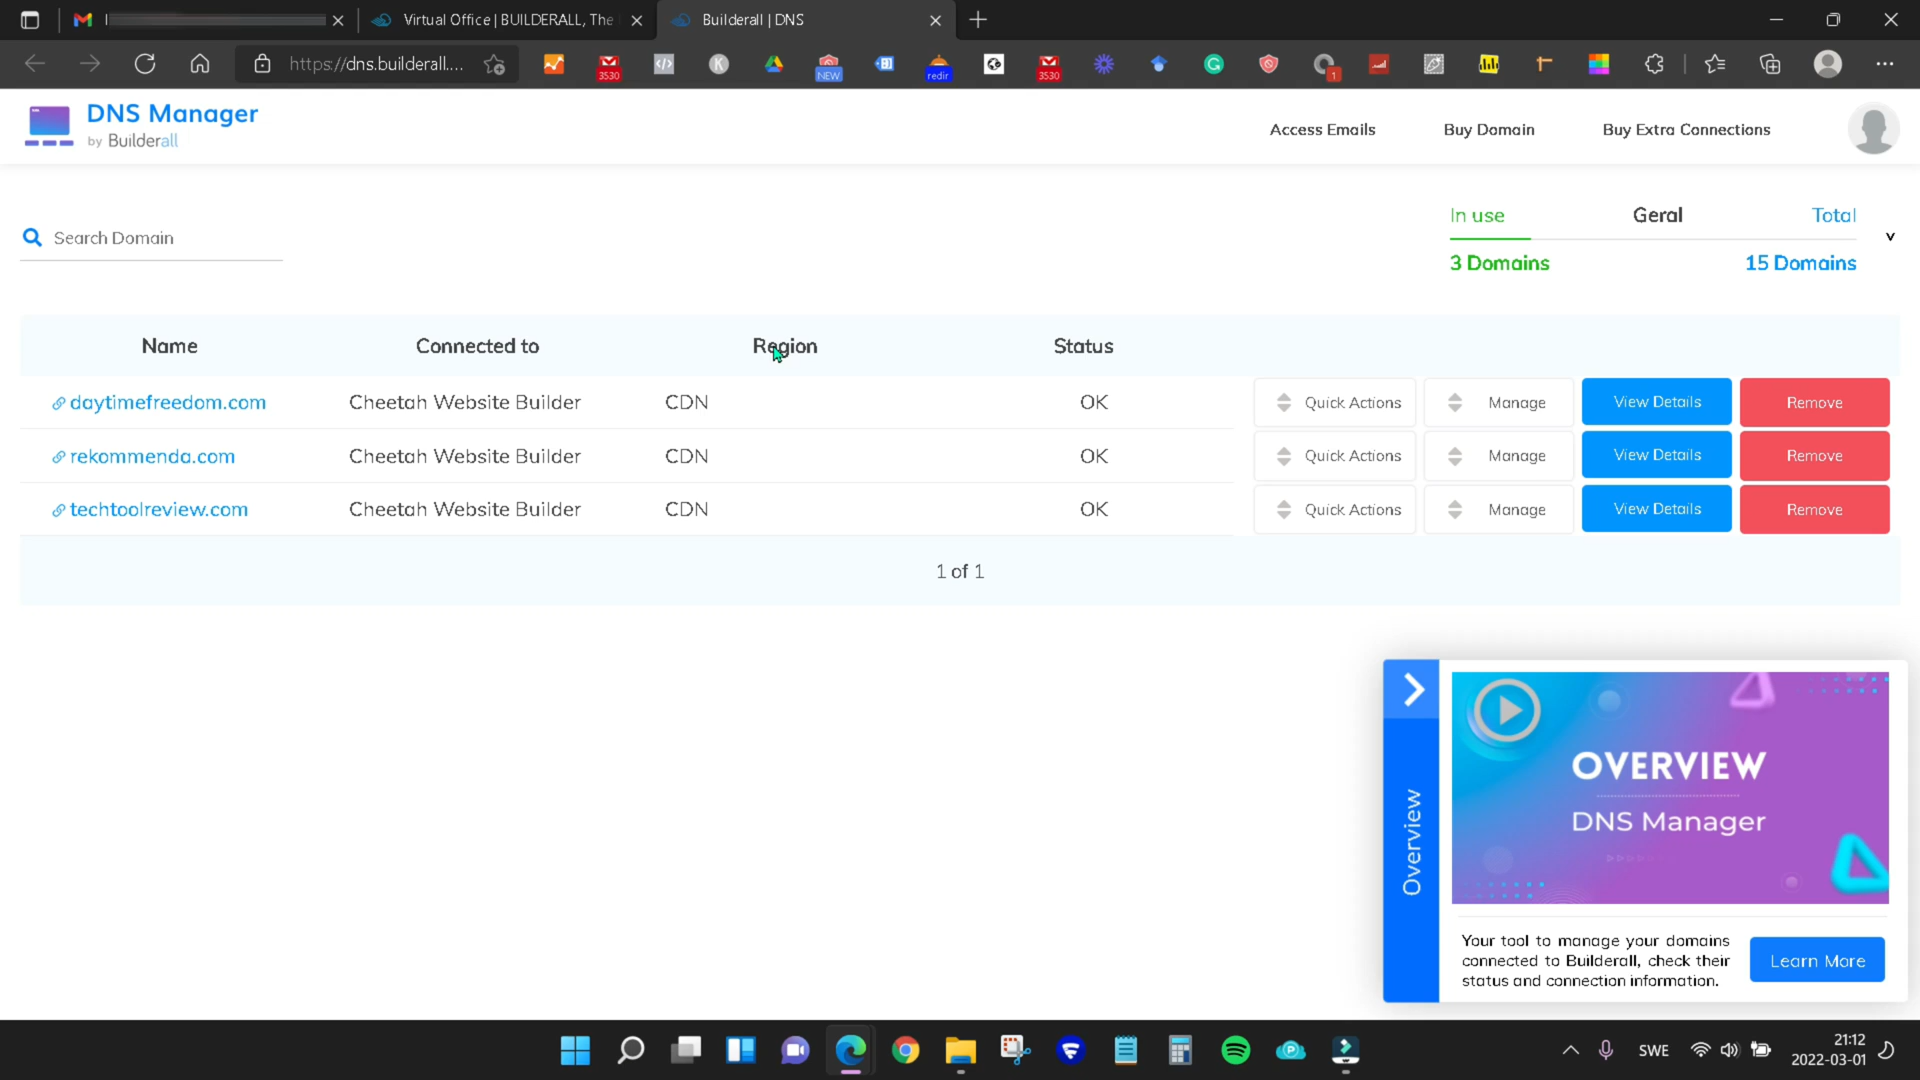 Virtual Office | BUILDERALL, The
Builderall | DNS
https://dns.builderall....
3530
NEW
redir
3530
1
DNS Manager
by Builderall
Access Emails
Buy Domain
Buy Extra Connections
Search Domain
In use
Geral
Total
v
3 Domains
15 Domains
Name
Connected to
Region
Status
daytimefreedom.com
Cheetah Website Builder
CDN
OK
Quick Actions
Manage
View Details
Remove
rekommenda.com
Cheetah Website Builder
CDN
OK
Quick Actions
Manage
View Details
Remove
techtoolreview.com
Cheetah Website Builder
CDN
OK
Quick Actions
Manage
View Details
Remove
1 of 1
Overview
OVERVIEW
DNS Manager
Your tool to manage your domains
connected to Builderall, check their
status and connection information.
Learn More
SWE
21:12
2022-03-01